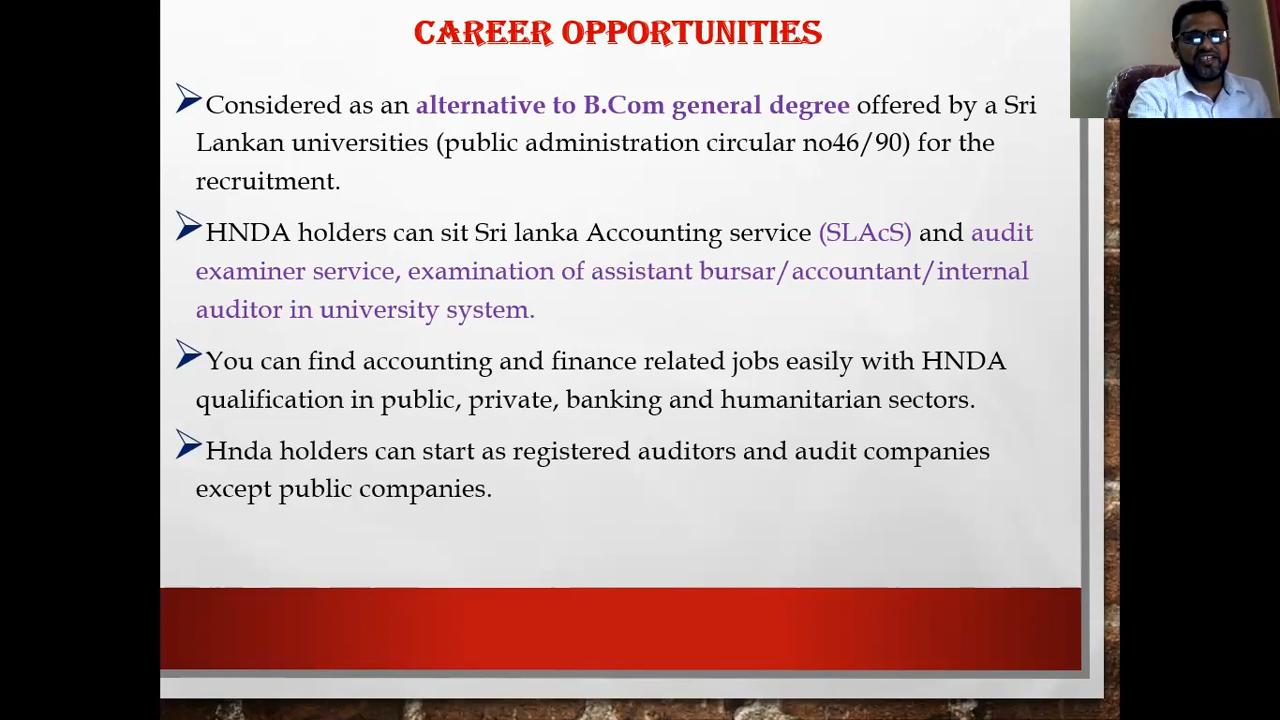 CAREER OPPORTUNITIES
Considered as an alternative to B.Com general degree offered by a Sri
Lankan universities (public administration circular no46/90) for the
recruitment.
HNDA holders can sit Sri lanka Accounting service (SLAcS) and audit
examiner service, examination of assistant bursar/accountant/internal
auditor in university system.
You can find accounting and finance related jobs easily with HNDA
qualification in public, private, banking and humanitarian sectors.
Hnda holders can start as registered auditors and audit companies
except public companies.